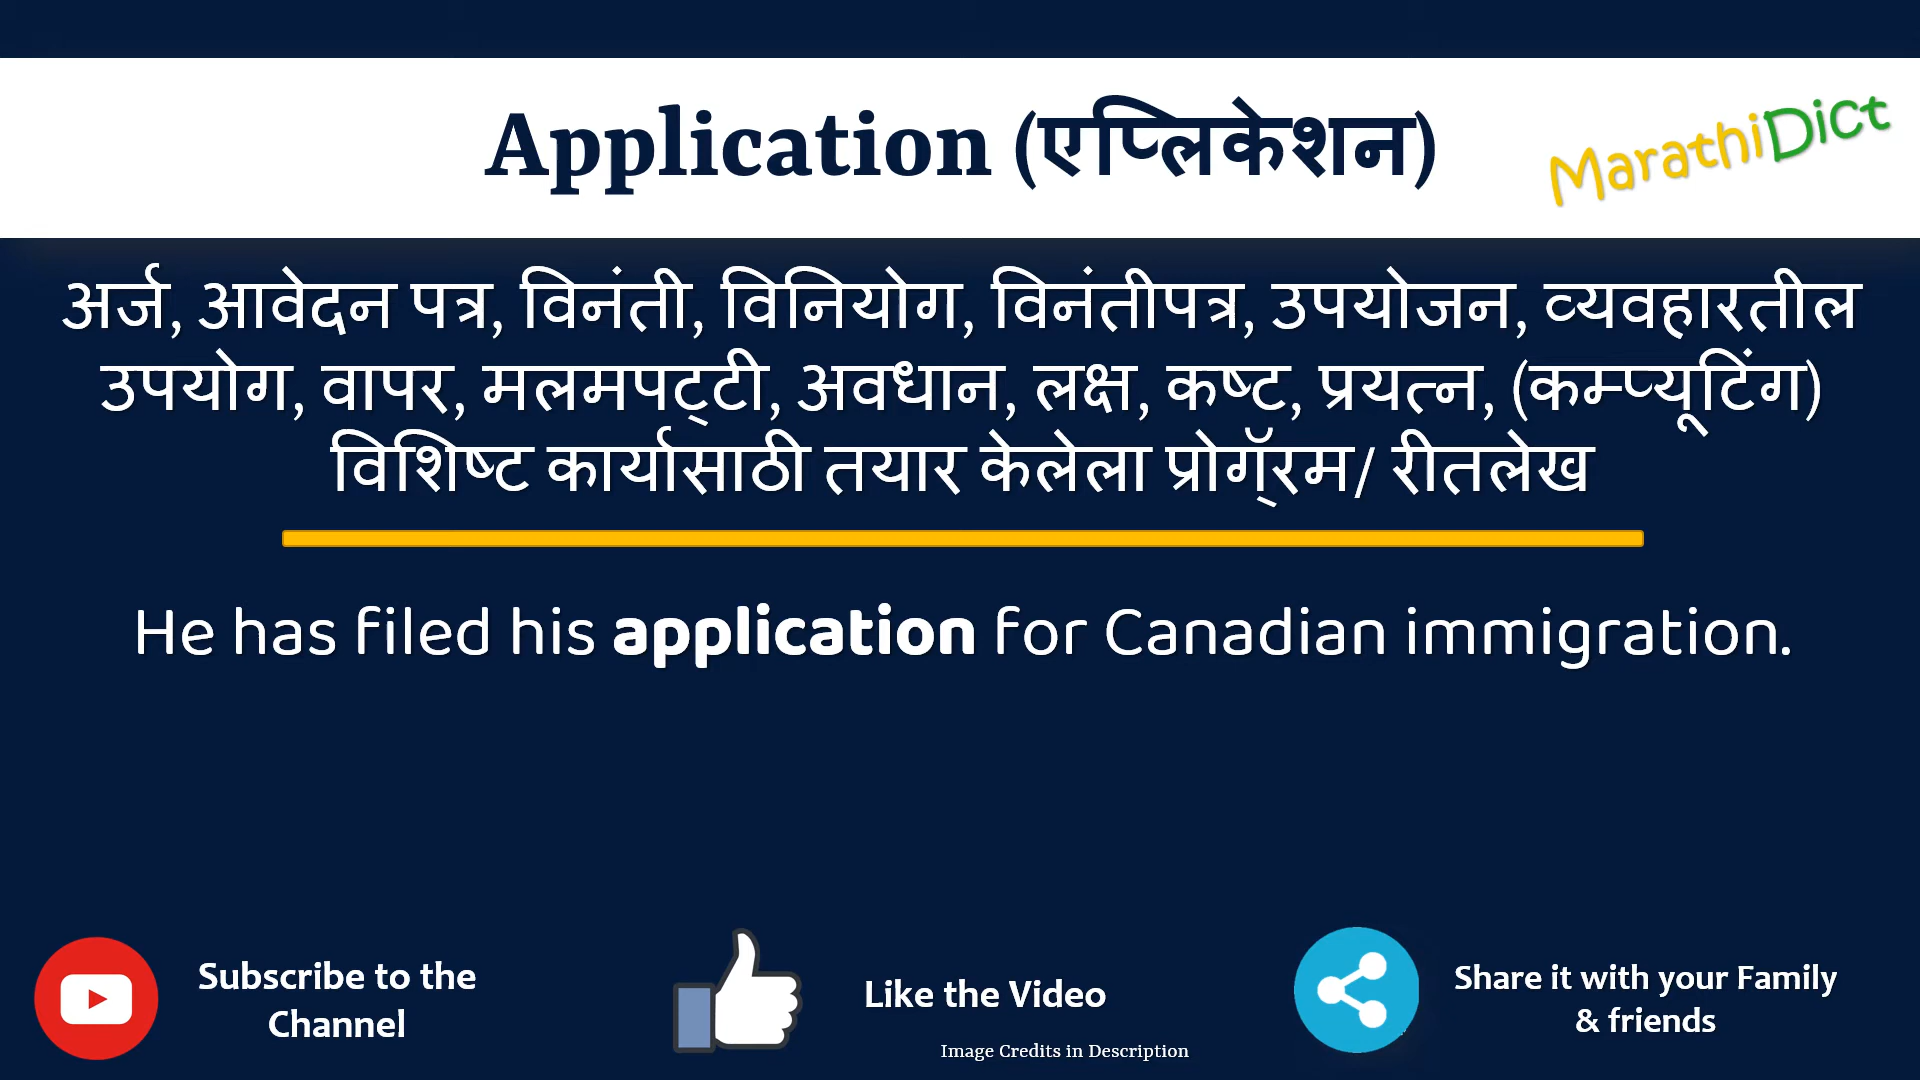 Application (एप्लिकेशन)
MarathiDict
अर्ज, आवेदन पत्र, विनंती, विनियोग, विनंतीपत्र, उपयोजन, व्यवहारतील
उपयोग, वापर, मलमपट्टी, अवधान, लक्ष, कष्ट, प्रयत्न, (कम्प्यूटिंग)
विशिष्ट कार्यासाठी तयार केलेला प्रोगॅ्रम/ रीतलेख
He has filed his application for Canadian immigration.
Subscribe to the
Channel
Like the Video
Share it with your Family
& friends
Image Credits in Description